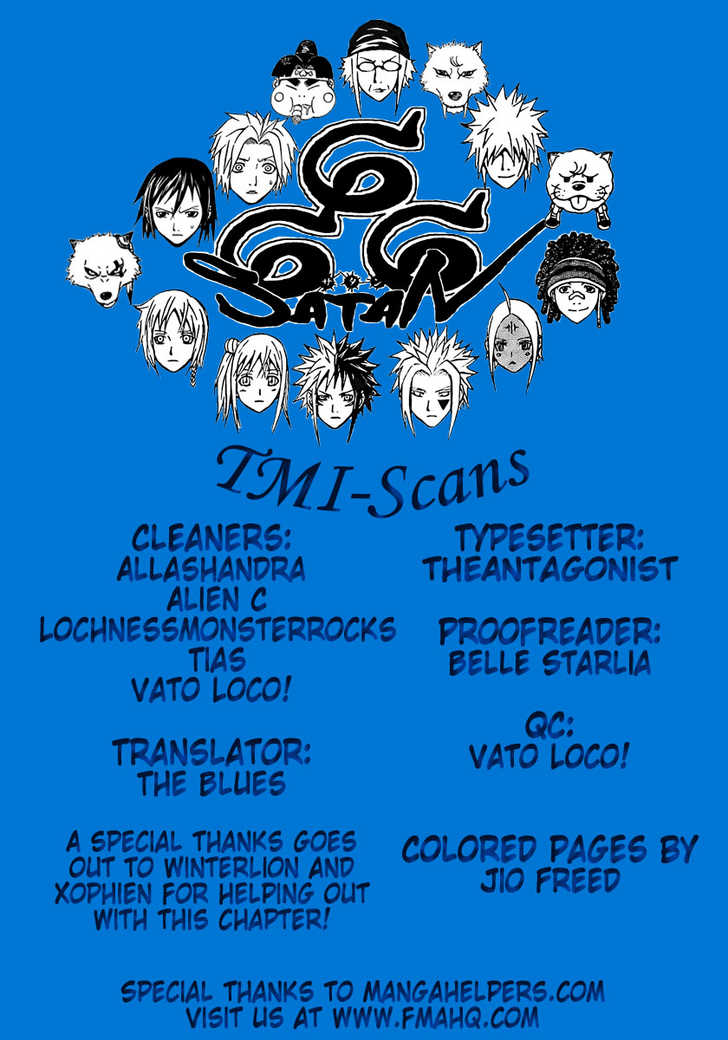 666
SATAN
TMI-Scans
CLEANERS:
ALLASHANDRA
ALIEN C
LOCHNESSMONSTERROCKS
TIAS
VATO LOCO!
TRANSLATOR:
THE BLUES
A SPECIAL THANKS GOES
OUT TO WINTERLION AND
XOPHIEN FOR HELPING OUT
WITH THIS CHAPTER!
TYPESETTER:
THEANTAGONIST
PROOFREADER:
BELLE STARLIA
QC:
VATO LOCO!
COLORED PAGES BY
JIO FREED
SPECIAL THANKS TO MANGAHELPERS.COM
VISIT US AT WWW.FMAHQ.COM